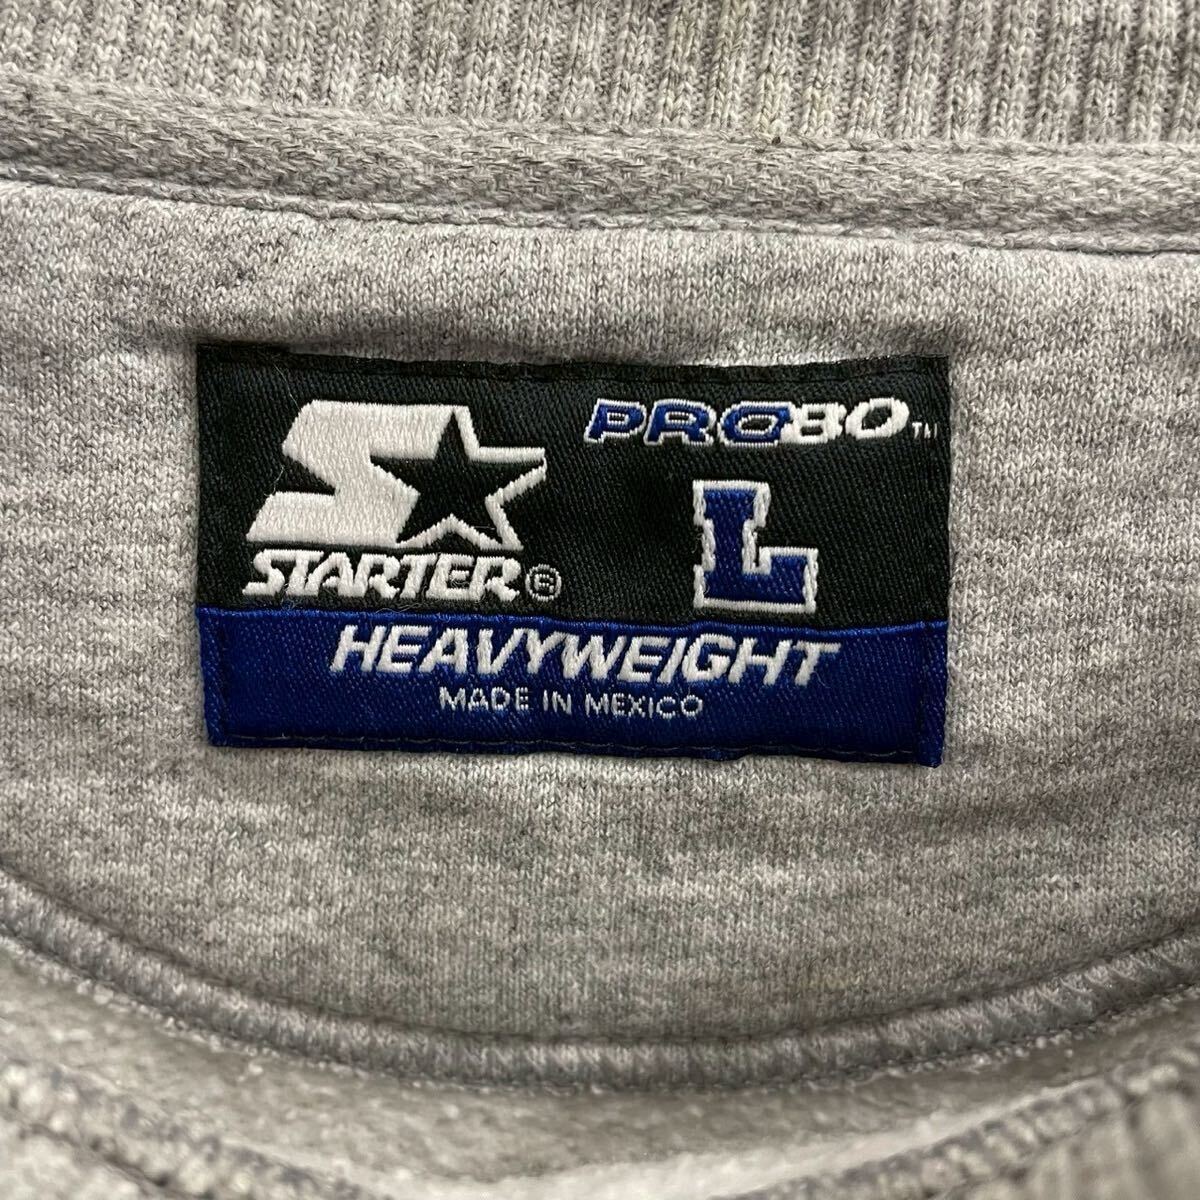 PRO80™
L
STARTER®
HEAVYWEIGHT
MADE IN MEXICO